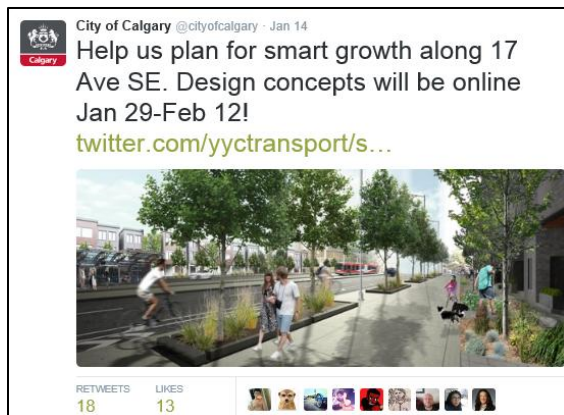 City of Calgary @cityofcalgary · Jan 14
Calgary
Help us plan for smart growth along 17
Ave SE. Design concepts will be online
Jan 29-Feb 12!
twitter.com/yyctransport/s…
RETWEETS LIKES
18 13